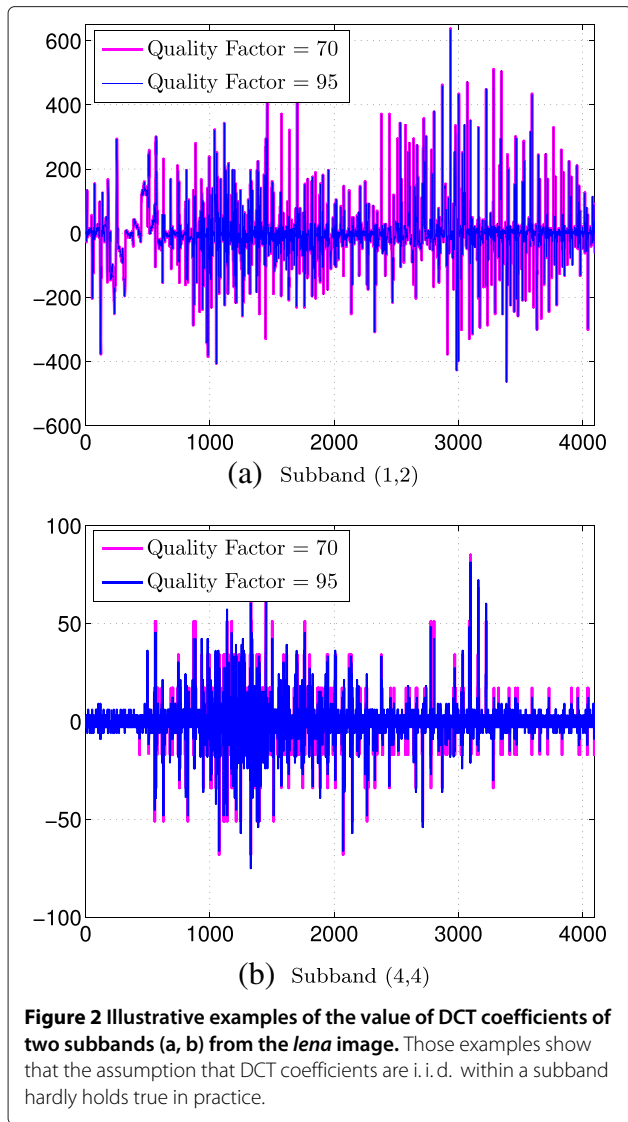 600
400
200
0
−200
−400
−600
Quality Factor = 70
Quality Factor = 95
0 1000 2000 3000 4000
(a) Subband (1,2)
100
50
0
−50
−100
Quality Factor = 70
Quality Factor = 95
0 1000 2000 3000 4000
(b) Subband (4,4)
Figure 2 Illustrative examples of the value of DCT coefficients of
two subbands (a, b) from the lena image. Those examples show
that the assumption that DCT coefficients are i. i. d. within a subband
hardly holds true in practice.